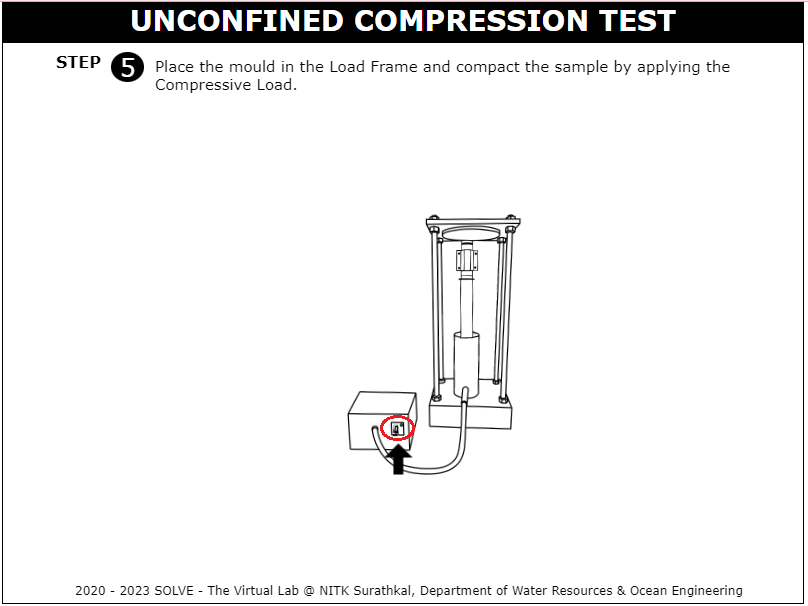 UNCONFINED COMPRESSION TEST
STEP 5 Place the mould in the Load Frame and compact the sample by applying the
Compressive Load.
2020 - 2023 SOLVE - The Virtual Lab @ NITK Surathkal, Department of Water Resources & Ocean Engineering